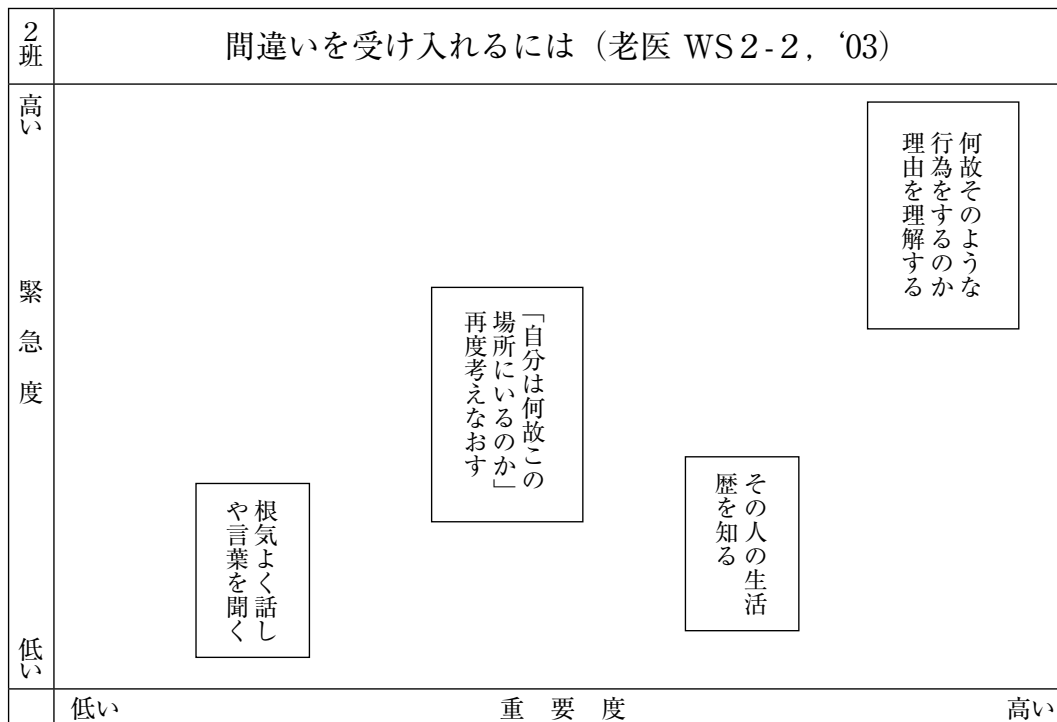 2班
間違いを受け入れるには（老医 WS2-2，‘03）
高い
緊急度
低い
何故そのような
行為をするのか
理由を理解する
「自分は何故この
場所にいるのか」
再度考えなおす
その人の生活
歴を知る
根気よく話し
や言葉を聞く
低い
重要度
高い